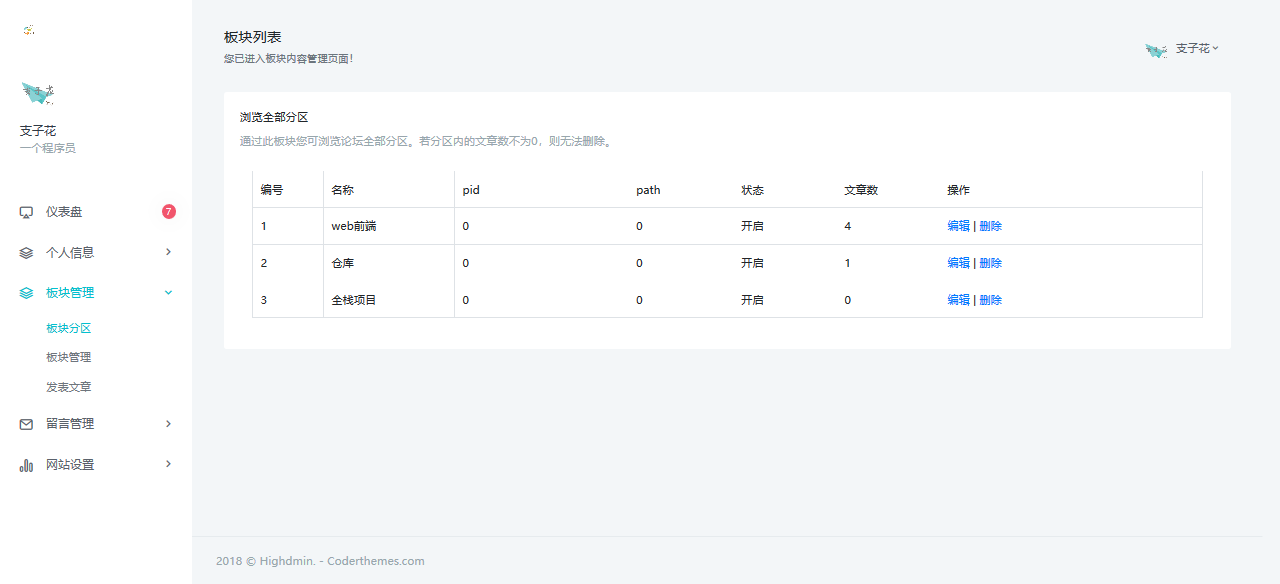 支子花
一个程序员
仪表盘 7
个人信息
板块管理
板块分区
板块管理
发表文章
留言管理
网站设置
板块列表
您已进入板块内容管理页面！
支子花
浏览全部分区
通过此板块您可浏览论坛全部分区。若分区内的文章数不为0，则无法删除。
编号 名称 pid path 状态 文章数 操作
1 web前端 0 0 开启 4 编辑 | 删除
2 仓库 0 0 开启 1 编辑 | 删除
3 全栈项目 0 0 开启 0 编辑 | 删除
2018 © Highdmin. - Coderthemes.com